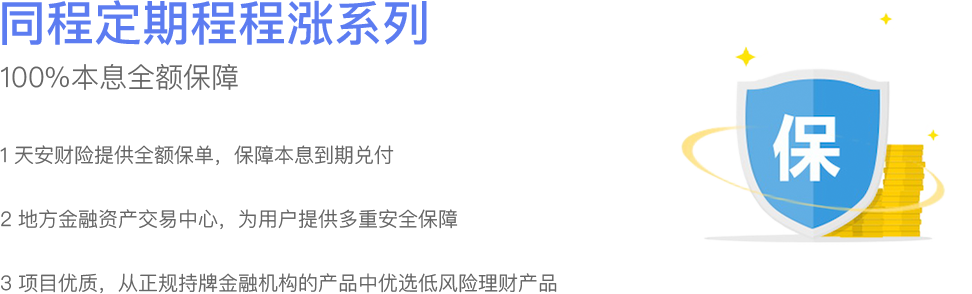 同程定期程程涨系列
100%本息全额保障
1 天安财险提供全额保单，保障本息到期兑付
2 地方金融资产交易中心，为用户提供多重安全保障
3 项目优质，从正规持牌金融机构的产品中优选低风险理财产品
保